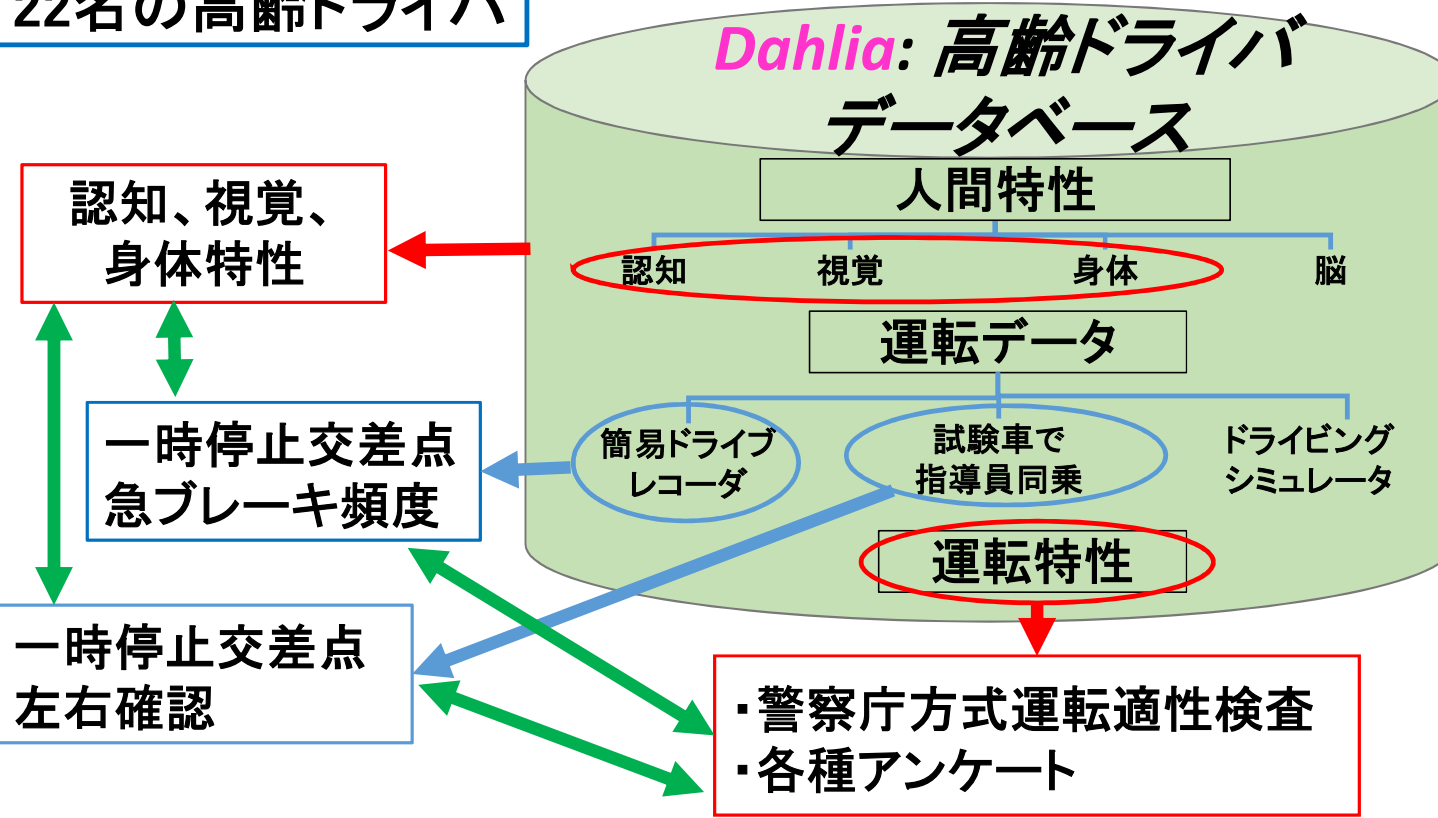 22名の高齢ドライバ
Dahlia: 高齢ドライバ
データベース
人間特性
認知
視覚
身体
脳
運転データ
簡易ドライブ
レコーダ
試験車で
指導員同乗
ドライビング
シミュレータ
運転特性
認知、視覚、
身体特性
一時停止交差点
急ブレーキ頻度
一時停止交差点
左右確認
・警察庁方式運転適性検査
・各種アンケート